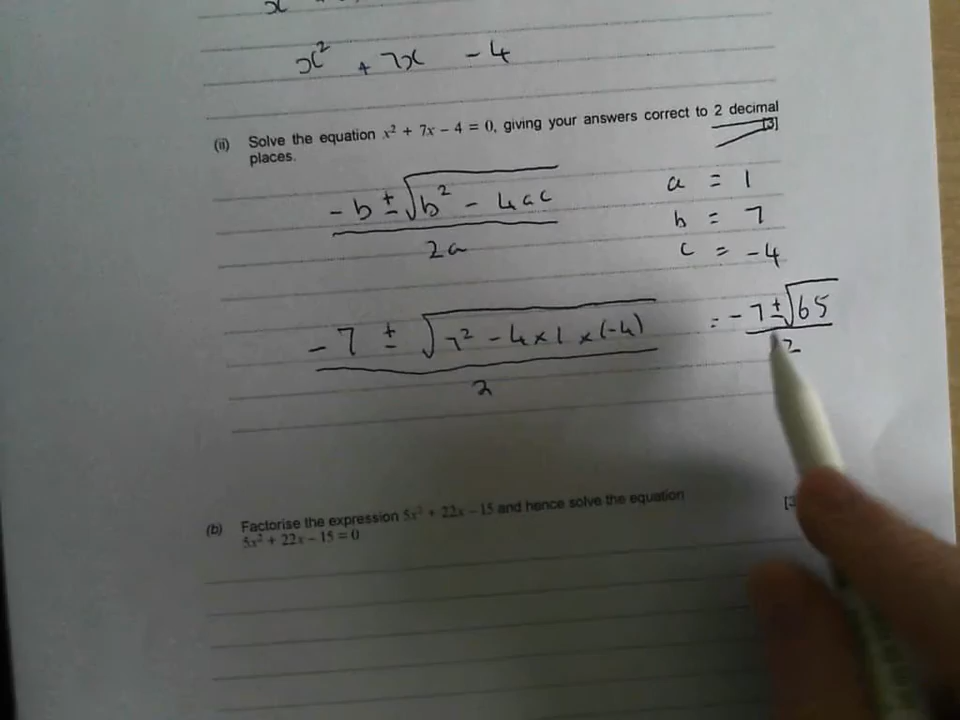 x
x² + 7x - 4
(ii) Solve the equation x² + 7x − 4 = 0, giving your answers correct to 2 decimal
places. [3]
-b ± √b² - 4ac
2a
a = 1
b = 7
c = -4
-7 ± √7² - 4 × 1 × (-4)
2
= -7 ± √65
2
(b) Factorise the expression 5x² + 22x − 15 and hence solve the equation
5x² + 22x − 15 = 0